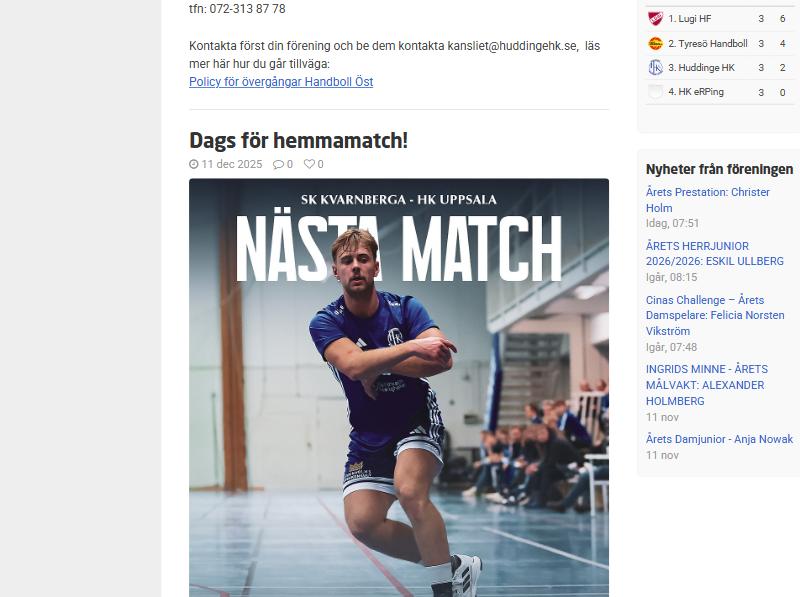 tfn: 072-313 87 78
Kontakta först din förening och be dem kontakta kansliet@huddingehk.se, läs
mer här hur du går tillväga:
Policy för övergångar Handboll Öst
Dags för hemmamatch!
11 dec 2025 0 0
SK KVARNBERGA - HK UPPSALA
NÄSTA MATCH
1. Lugi HF 3 6
2. Tyresö Handboll 3 4
3. Huddinge HK 3 2
4. HK eRPing 3 0
Nyheter från föreningen
Årets Prestation: Christer
Holm
Idag, 07:51
ÅRETS HERRJUNIOR
2026/2026: ESKIL ULLBERG
Igår, 08:15
Cinas Challenge – Årets
Damspelare: Felicia Norsten
Vikström
Igår, 07:48
INGRIDS MINNE - ÅRETS
MÅLVAKT: ALEXANDER
HOLMBERG
11 nov
Årets Damjunior - Anja Nowak
11 nov